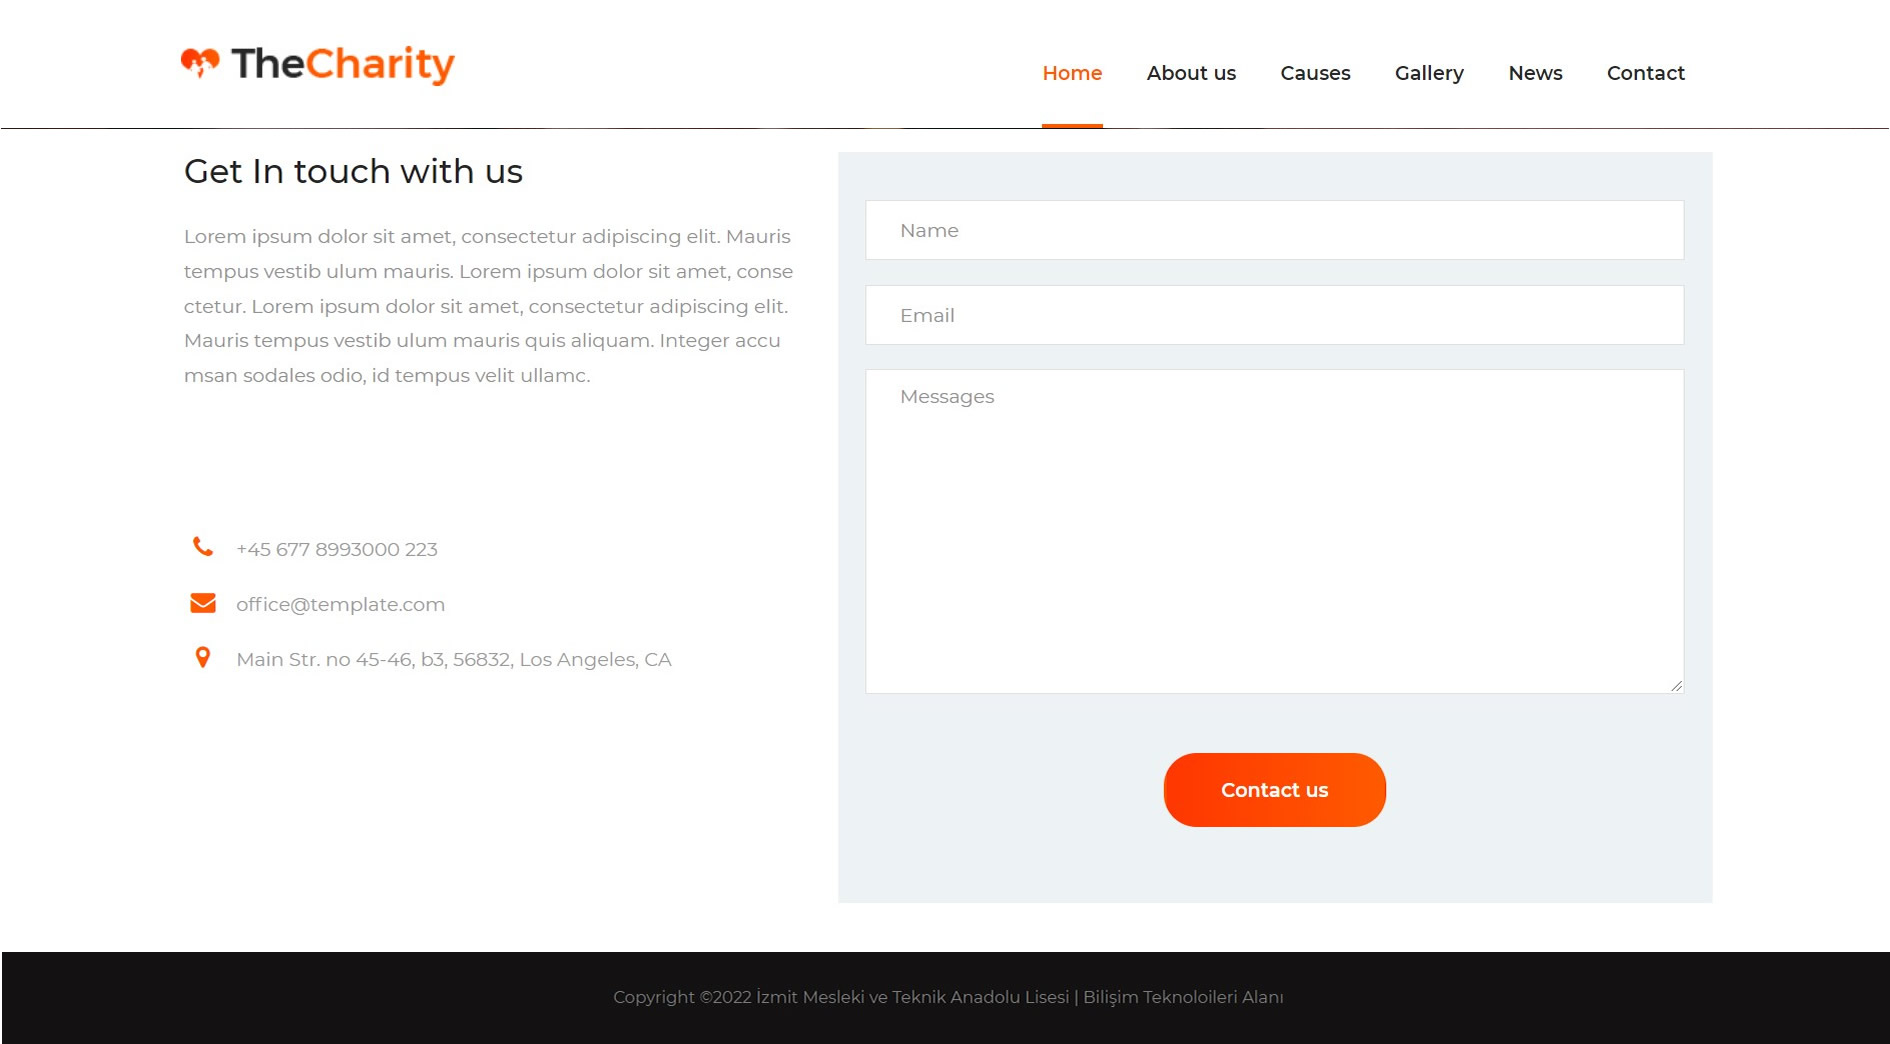 TheCharity
Home About us Causes Gallery News Contact
Get In touch with us
Lorem ipsum dolor sit amet, consectetur adipiscing elit. Mauris
tempus vestib ulum mauris. Lorem ipsum dolor sit amet, conse
ctetur. Lorem ipsum dolor sit amet, consectetur adipiscing elit.
Mauris tempus vestib ulum mauris quis aliquam. Integer accu
msan sodales odio, id tempus velit ullamc.
+45 677 8993000 223
office@template.com
Main Str. no 45-46, b3, 56832, Los Angeles, CA
Name
Email
Messages
Contact us
Copyright ©2022 İzmit Mesleki ve Teknik Anadolu Lisesi | Bilişim Teknoloileri Alanı